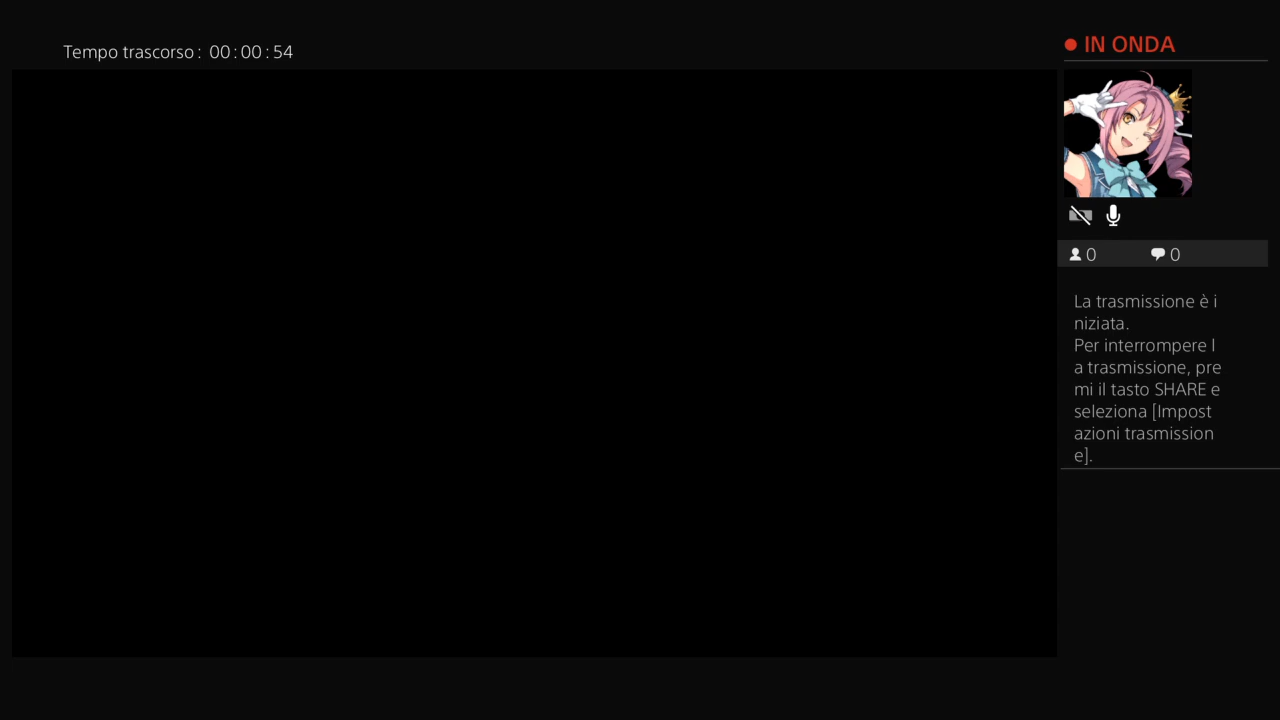 Tempo trascorso: 00:00:54
IN ONDA
0 0
La trasmissione è i
niziata.
Per interrompere l
a trasmissione, pre
mi il tasto SHARE e
seleziona [Impost
azioni trasmission
e].